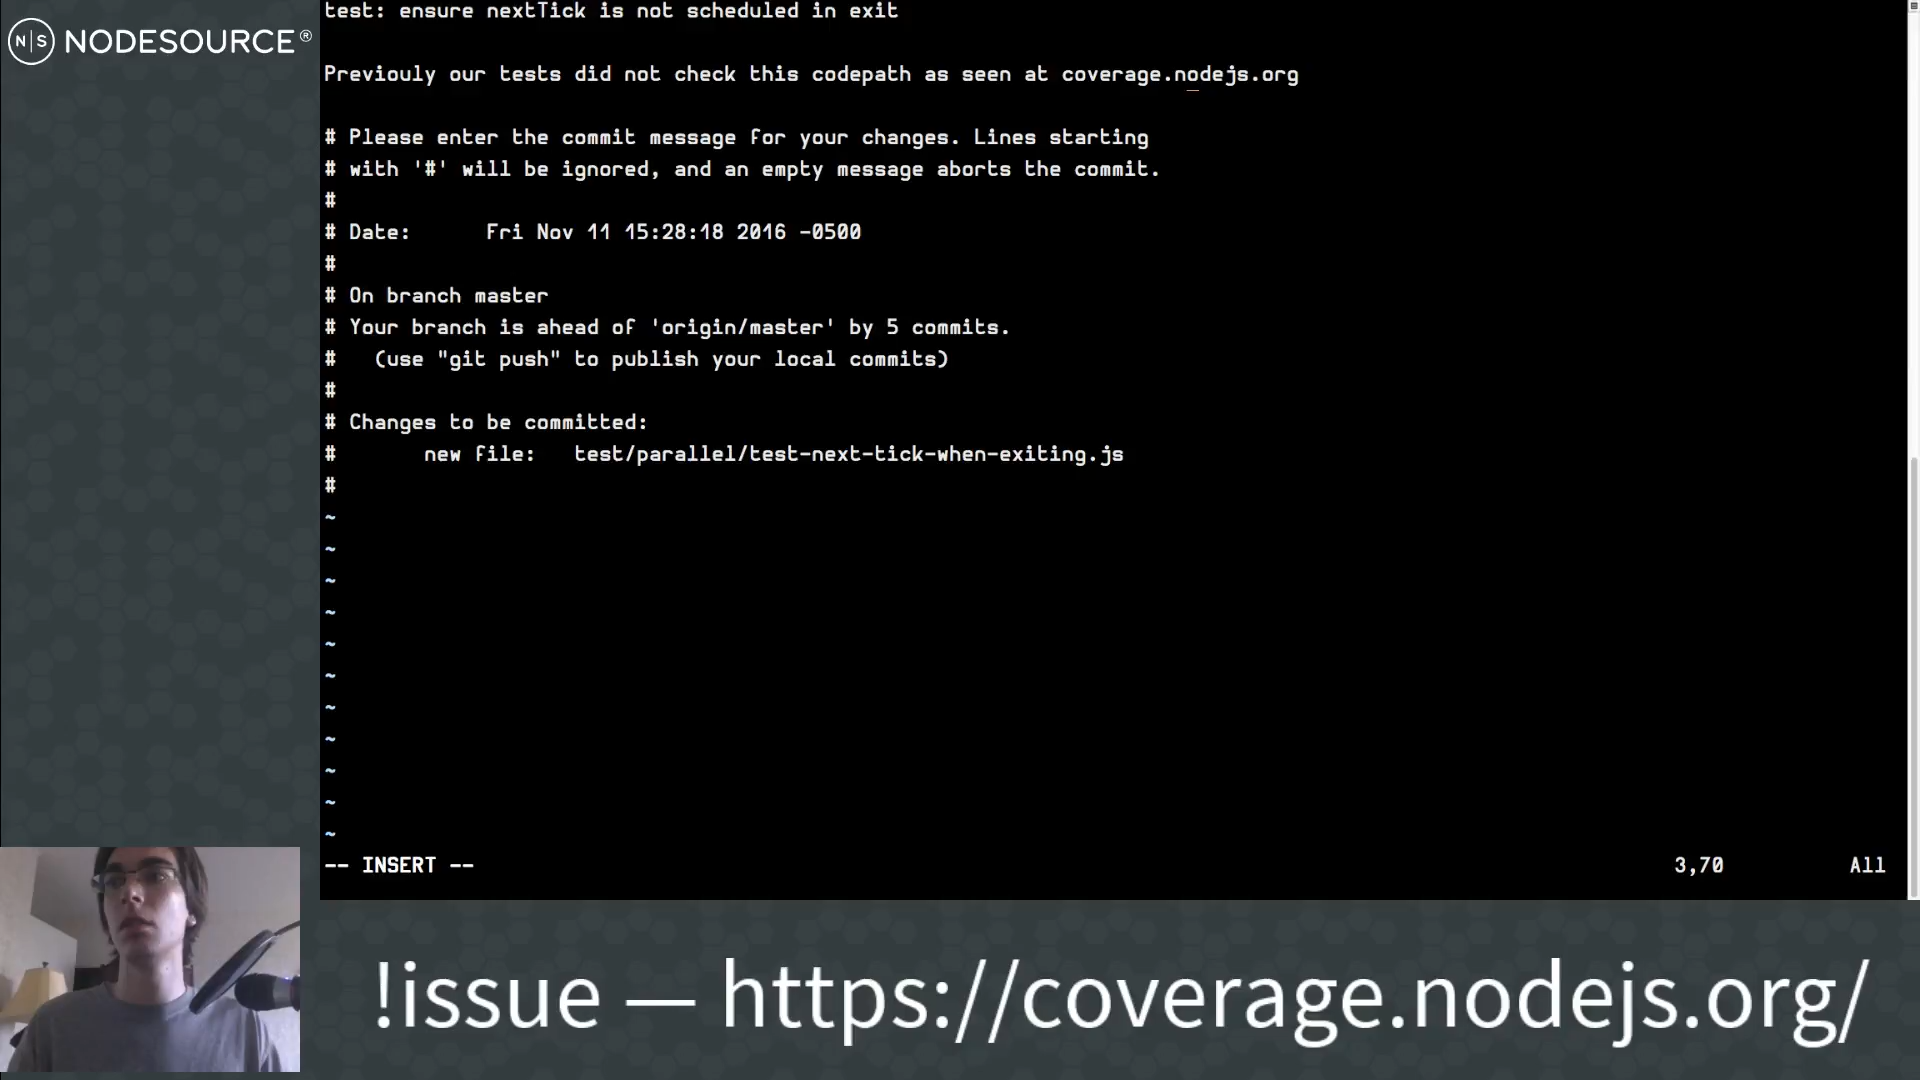 N|S NODESOURCE®
test: ensure nextTick is not scheduled in exit
Previouly our tests did not check this codepath as seen at coverage.nodejs.org
# Please enter the commit message for your changes. Lines starting
# with '#' will be ignored, and an empty message aborts the commit.
#
# Date:      Fri Nov 11 15:28:18 2016 -0500
#
# On branch master
# Your branch is ahead of 'origin/master' by 5 commits.
#   (use "git push" to publish your local commits)
#
# Changes to be committed:
#       new file:   test/parallel/test-next-tick-when-exiting.js
#
~
~
~
~
~
~
~
~
~
~
~
-- INSERT --    3,70    All
!issue — https://coverage.nodejs.org/